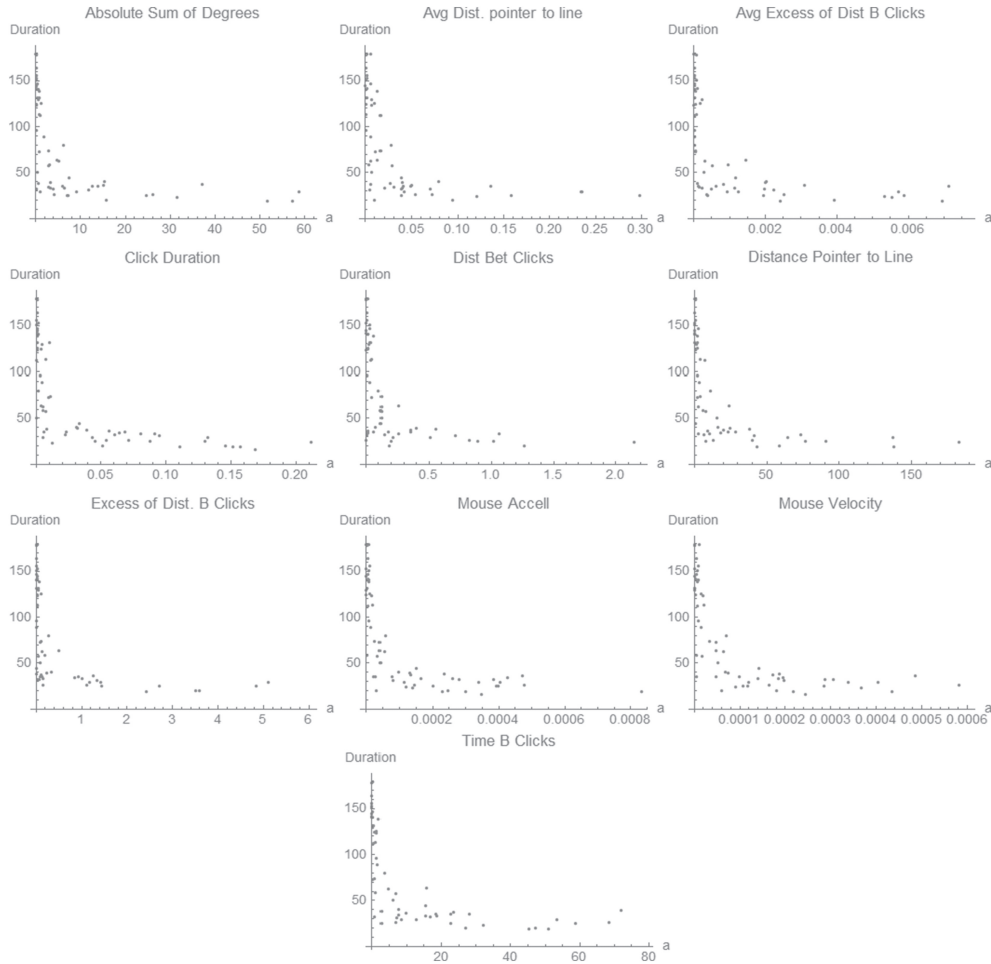 Absolute Sum of Degrees
Avg Dist. pointer to line
Avg Excess of Dist B Clicks
Duration
Duration
Duration
150
150
150
100
100
100
50
50
50
10 20 30 40 50 60 a
0.05 0.10 0.15 0.20 0.25 0.30 a
0.002 0.004 0.006 a
Click Duration
Dist Bet Clicks
Distance Pointer to Line
Duration
Duration
Duration
150
150
150
100
100
100
50
50
50
0.05 0.10 0.15 0.20 a
0.5 1.0 1.5 2.0 a
50 100 150 a
Excess of Dist. B Clicks
Mouse Accell
Mouse Velocity
Duration
Duration
Duration
150
150
150
100
100
100
50
50
50
1 2 3 4 5 6 a
0.0002 0.0004 0.0006 0.0008 a
0.0001 0.0002 0.0003 0.0004 0.0005 0.0006 a
Time B Clicks
Duration
150
100
50
20 40 60 80 a